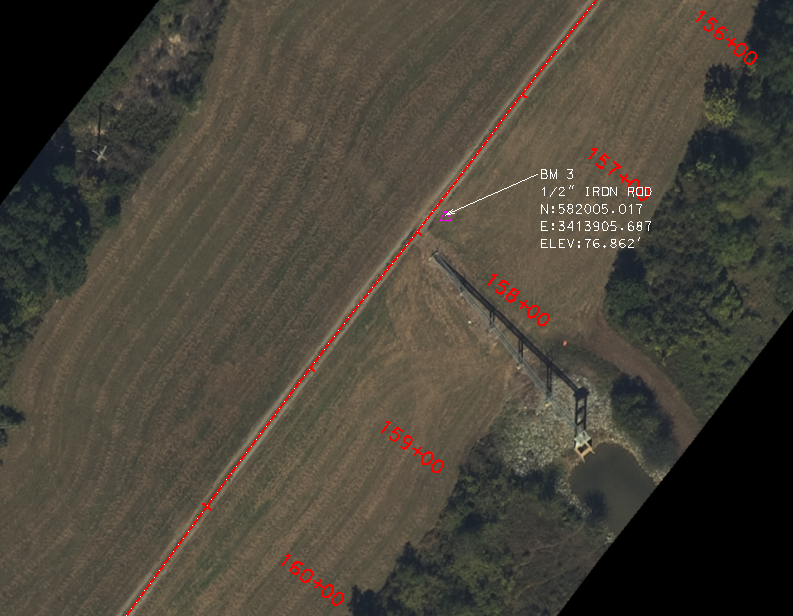 156+00
157+00
BM 3
1/2" IRON ROD
N:582005.017
E:3413905.687
ELEV:76.862'
158+00
159+00
160+00